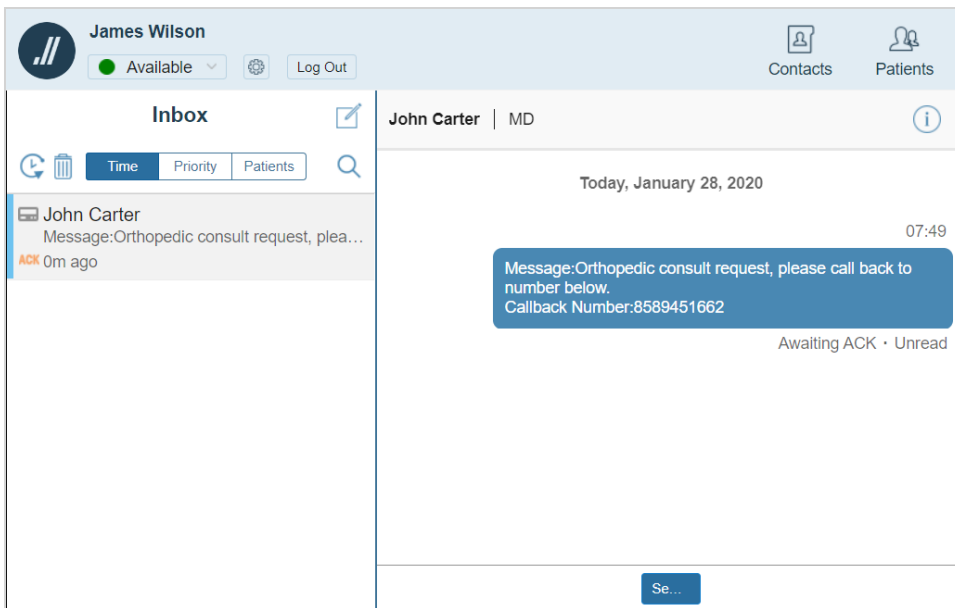 James Wilson
Available
Log Out
Contacts
Patients
Inbox
Time
Priority
Patients
John Carter
Message:Orthopedic consult request, plea...
ACK 0m ago
John Carter | MD
Today, January 28, 2020
07:49
Message:Orthopedic consult request, please call back to
number below.
Callback Number:8589451662
Awaiting ACK · Unread
Se...